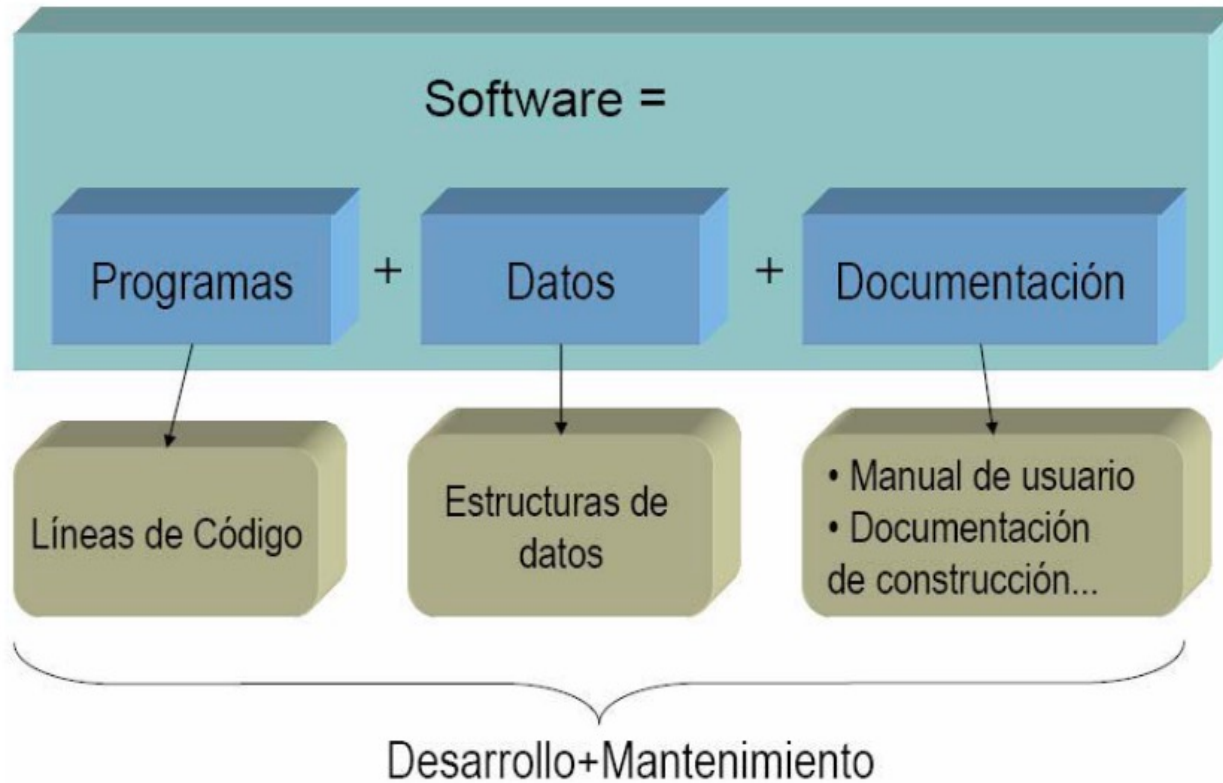 Software =
Programas + Datos + Documentación
Líneas de Código
Estructuras de
datos
• Manual de usuario
• Documentación
de construcción...
Desarrollo+Mantenimiento